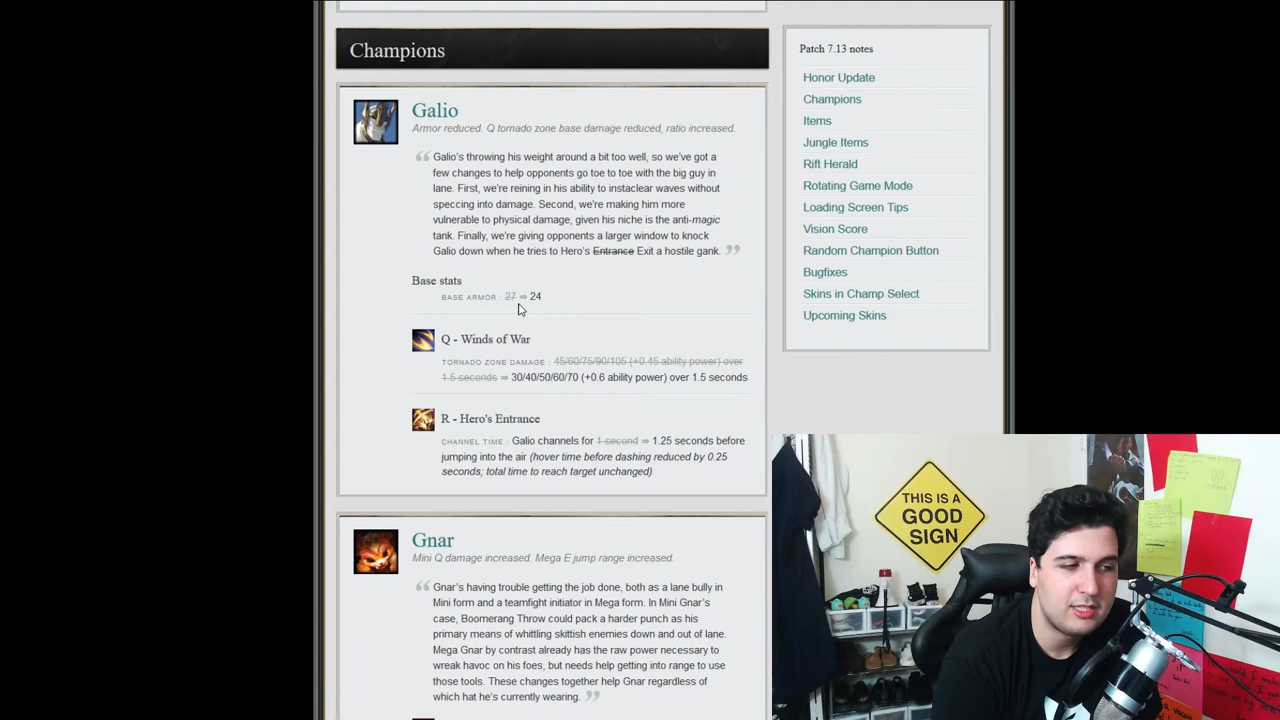 Champions
Galio
Armor reduced. Q tornado zone base damage reduced, ratio increased.
Galio's throwing his weight around a bit too well, so we've got a
few changes to help opponents go toe to toe with the big guy in
lane. First, we're reining in his ability to instaclear waves without
speccing into damage. Second, we're making him more
vulnerable to physical damage, given his niche is the anti-magic
tank. Finally, we're giving opponents a larger window to knock
Galio down when he tries to Hero's Entrance Exit a hostile gank.
Base stats
BASE ARMOR : 27 ⇒ 24
Q - Winds of War
TORNADO ZONE DAMAGE : 45/60/75/90/105 (+0.45 ability power) over
1.5 seconds ⇒ 30/40/50/60/70 (+0.6 ability power) over 1.5 seconds
R - Hero's Entrance
CHANNEL TIME : Galio channels for 1 second ⇒ 1.25 seconds before
jumping into the air (hover time before dashing reduced by 0.25
seconds; total time to reach target unchanged)
Gnar
Mini Q damage increased. Mega E jump range increased.
Gnar's having trouble getting the job done, both as a lane bully in
Mini form and a teamfight initiator in Mega form. In Mini Gnar's
case, Boomerang Throw could pack a harder punch as his
primary means of whittling skittish enemies down and out of lane.
Mega Gnar by contrast already has the raw power necessary to
wreak havoc on his foes, but needs help getting into range to use
those tools. These changes together help Gnar regardless of
which hat he's currently wearing.
Patch 7.13 notes
Honor Update
Champions
Items
Jungle Items
Rift Herald
Rotating Game Mode
Loading Screen Tips
Vision Score
Random Champion Button
Bugfixes
Skins in Champ Select
Upcoming Skins
THIS IS A
GOOD
SIGN